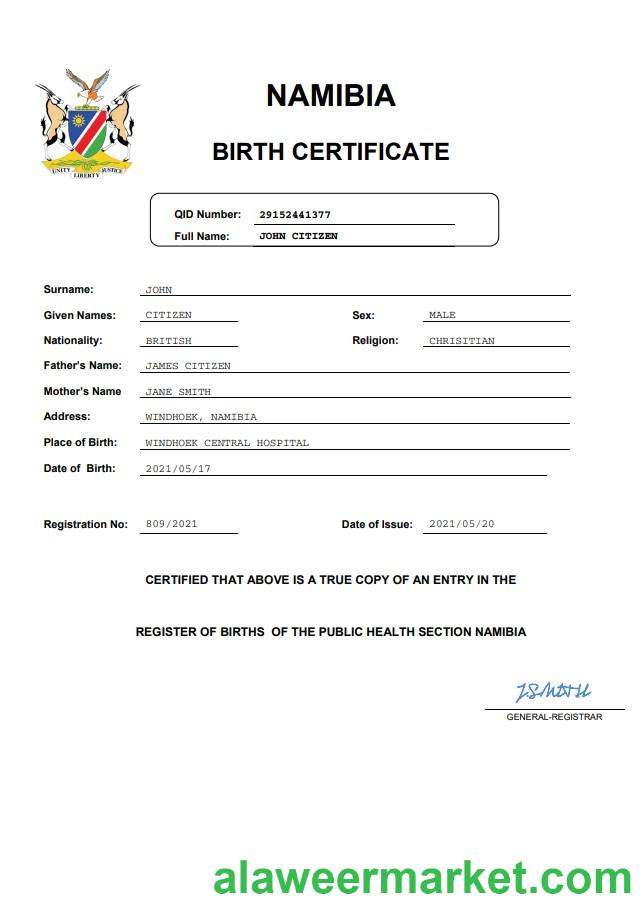 NAMIBIA
BIRTH CERTIFICATE
UNITY LIBERTY JUSTICE
QID Number: 29152441377
Full Name: JOHN CITIZEN
Surname: JOHN
Given Names: CITIZEN Sex: MALE
Nationality: BRITISH Religion: CHRISITIAN
Father's Name: JAMES CITIZEN
Mother's Name JANE SMITH
Address: WINDHOEK, NAMIBIA
Place of Birth: WINDHOEK CENTRAL HOSPITAL
Date of Birth: 2021/05/17
Registration No: 809/2021 Date of Issue: 2021/05/20
CERTIFIED THAT ABOVE IS A TRUE COPY OF AN ENTRY IN THE
REGISTER OF BIRTHS OF THE PUBLIC HEALTH SECTION NAMIBIA
J.SMITH
GENERAL-REGISTRAR
alaweermarket.com